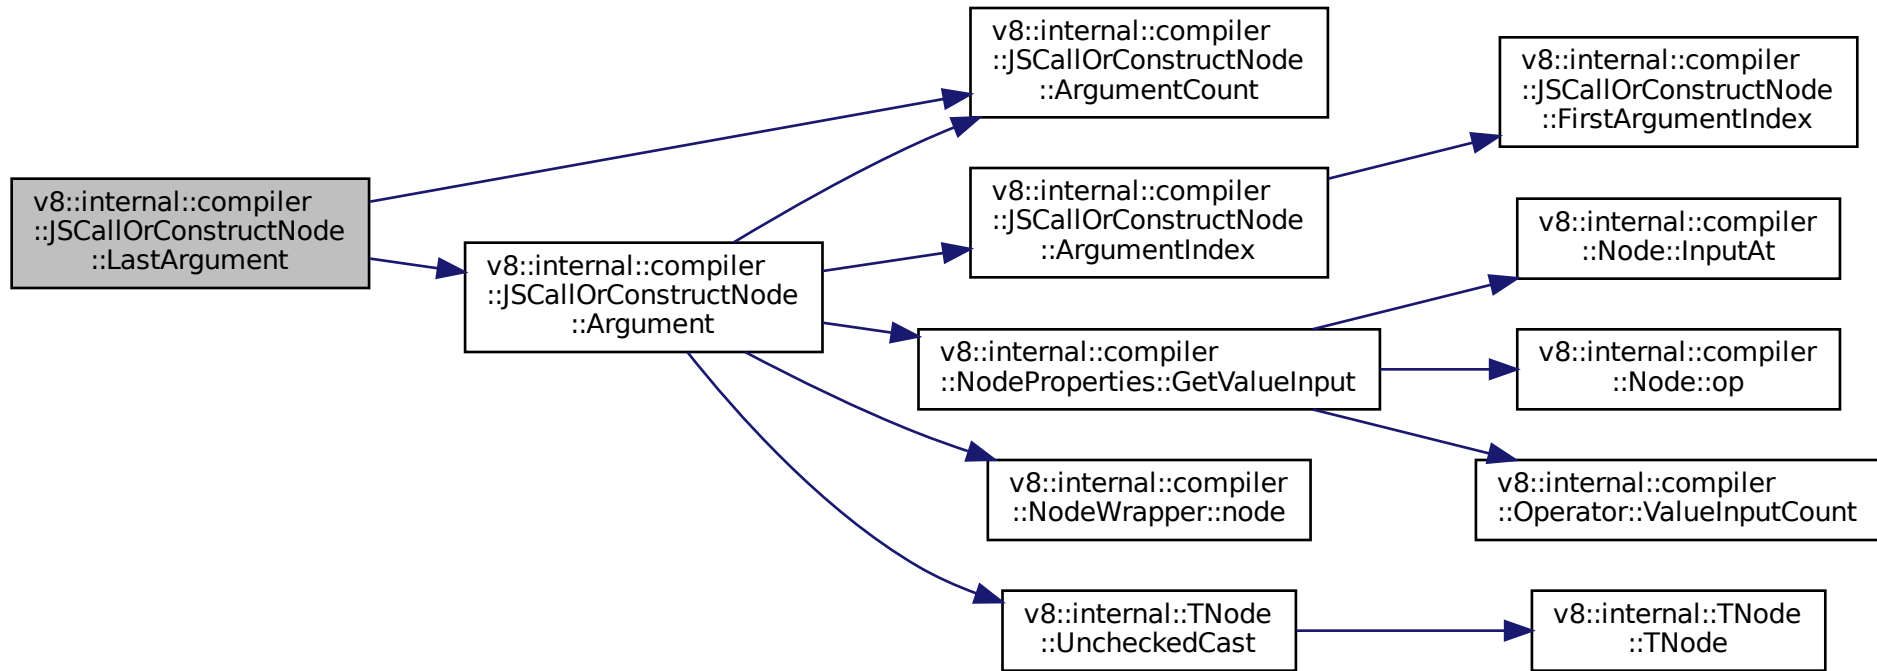 v8::internal::compiler
::JSCallOrConstructNode
::LastArgument
v8::internal::compiler
::JSCallOrConstructNode
::Argument
v8::internal::compiler
::JSCallOrConstructNode
::ArgumentCount
v8::internal::compiler
::JSCallOrConstructNode
::ArgumentIndex
v8::internal::compiler
::NodeProperties::GetValueInput
v8::internal::compiler
::NodeWrapper::node
v8::internal::TNode
::UncheckedCast
v8::internal::compiler
::JSCallOrConstructNode
::FirstArgumentIndex
v8::internal::compiler
::Node::InputAt
v8::internal::compiler
::Node::op
v8::internal::compiler
::Operator::ValueInputCount
v8::internal::TNode
::TNode